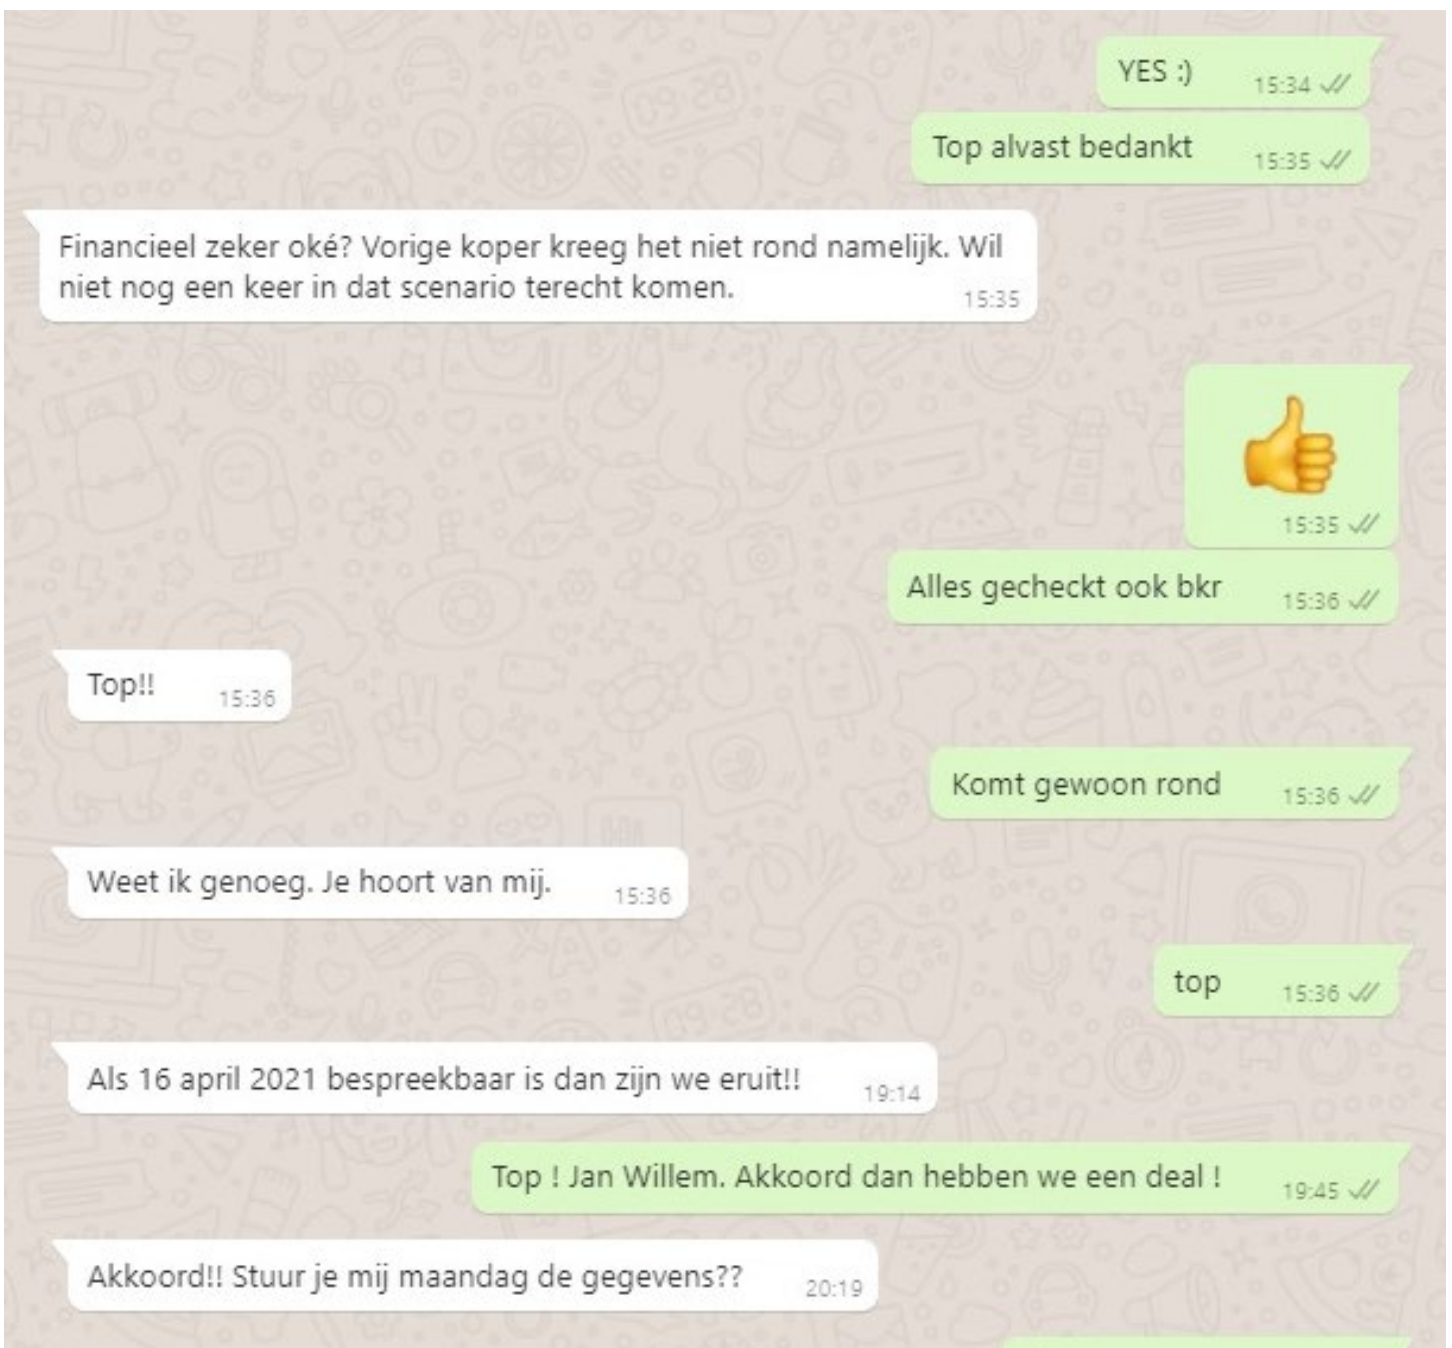 YES :) 15:34
Top alvast bedankt 15:35
Financieel zeker oké? Vorige koper kreeg het niet rond namelijk. Wil
niet nog een keer in dat scenario terecht komen. 15:35
👍
15:35
Alles gecheckt ook bkr 15:36
Top!! 15:36
Komt gewoon rond 15:36
Weet ik genoeg. Je hoort van mij. 15:36
top 15:36
Als 16 april 2021 bespreekbaar is dan zijn we eruit!! 19:14
Top ! Jan Willem. Akkoord dan hebben we een deal ! 19:45
Akkoord!! Stuur je mij maandag de gegevens?? 20:19